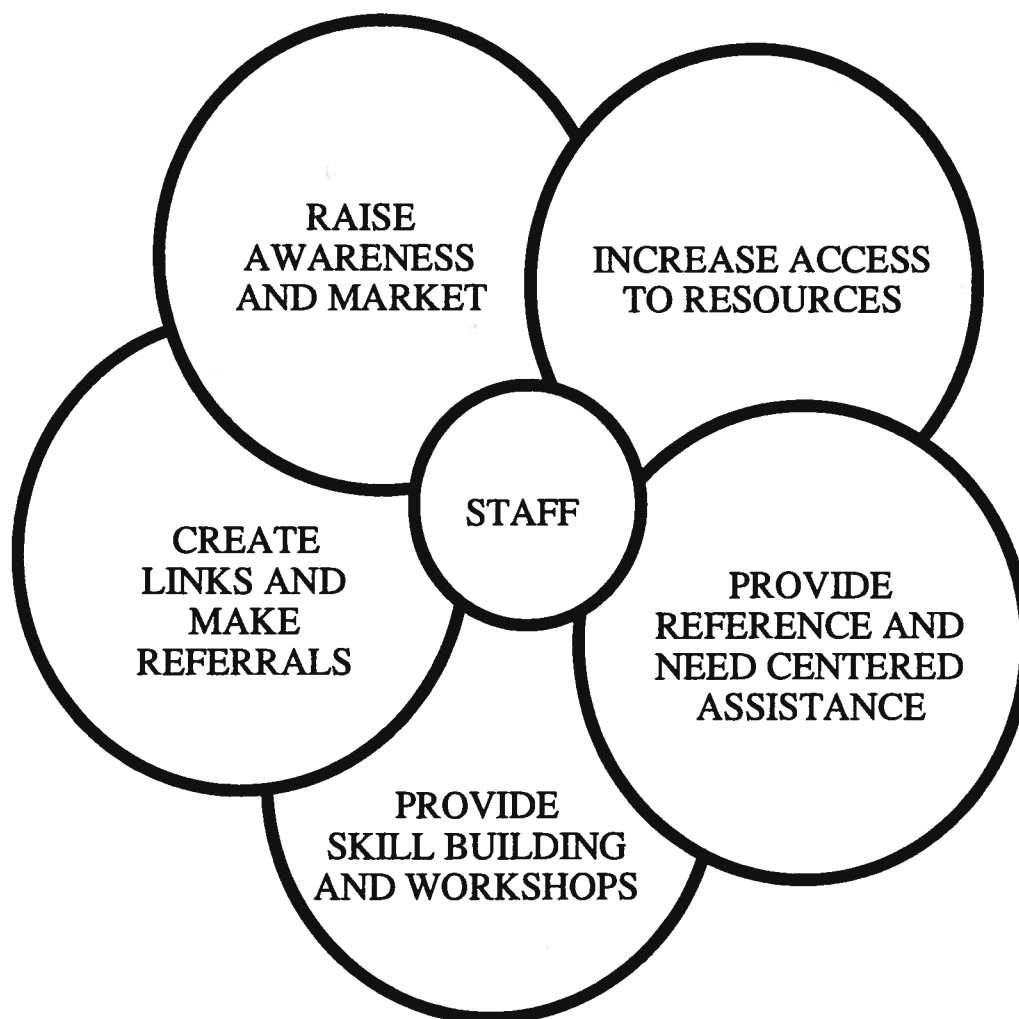 RAISE
AWARENESS
AND MARKET
INCREASE ACCESS
TO RESOURCES
STAFF
CREATE
LINKS AND
MAKE
REFERRALS
PROVIDE
REFERENCE AND
NEED CENTERED
ASSISTANCE
PROVIDE
SKILL BUILDING
AND WORKSHOPS